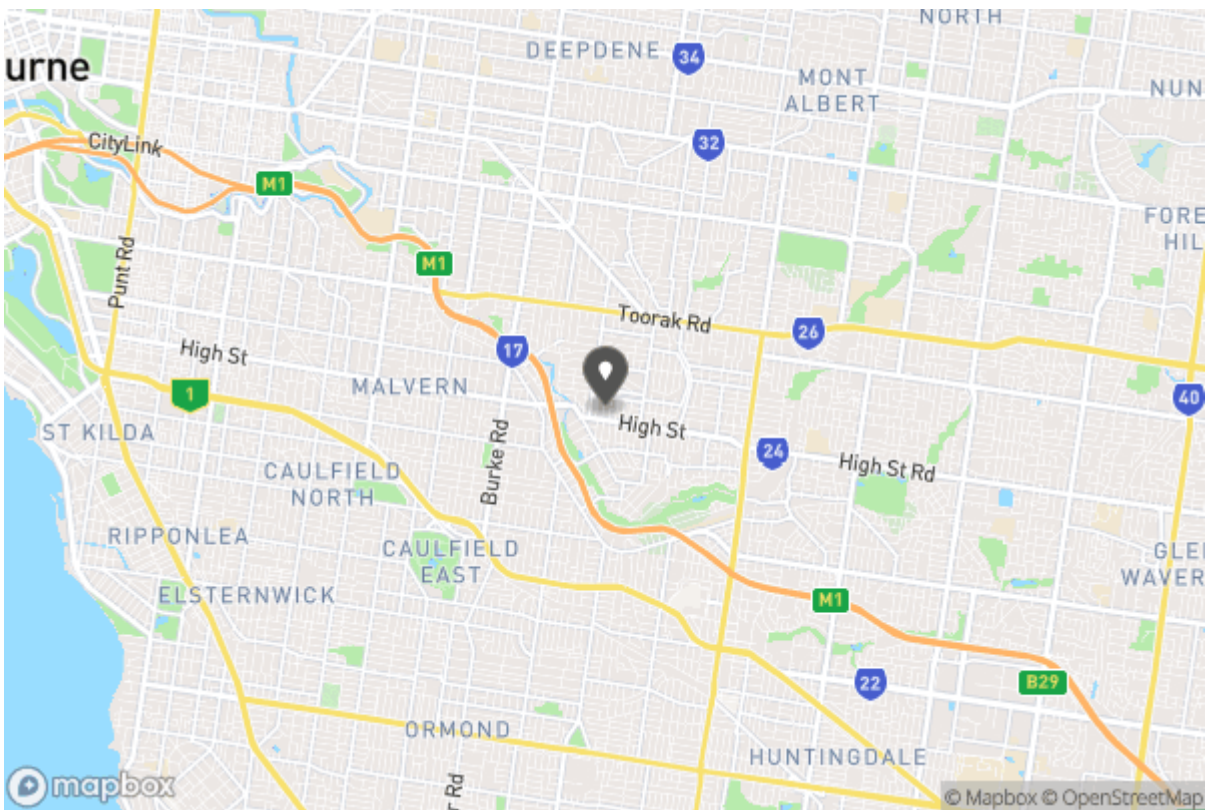 NORTH
DEEPDENE
34
urne
MONT
ALBERT
NUN
CityLink
32
M1
FORE
HIL
Punt Rd
M1
Toorak Rd
26
High St
17
MALVERN
1
40
ST KILDA
High St
24
High St Rd
CAULFIELD
NORTH
Burke Rd
RIPPONLEA
CAULFIELD
EAST
GLE
WAVER
ELSTERNWICK
M1
22
B29
ORMOND
HUNTINGDALE
r Rd
mapbox
© Mapbox © OpenStreetMap